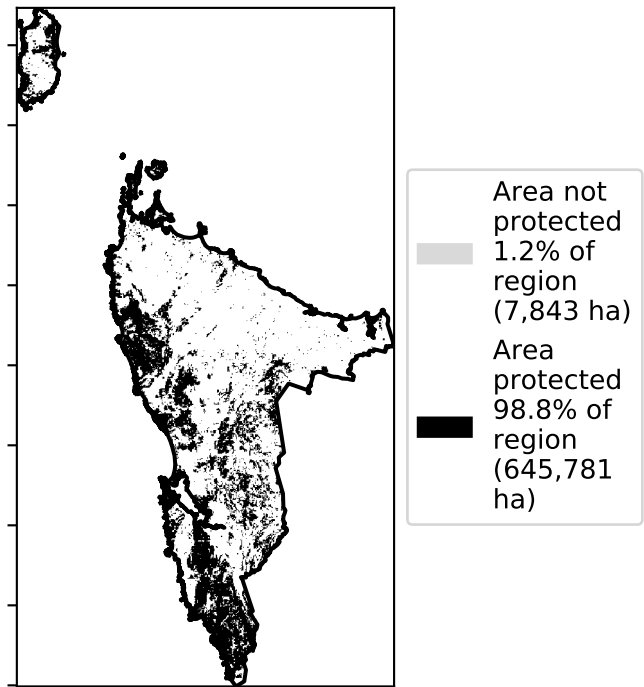 Area not
protected
1.2% of
region
(7,843 ha)
Area
protected
98.8% of
region
(645,781
ha)